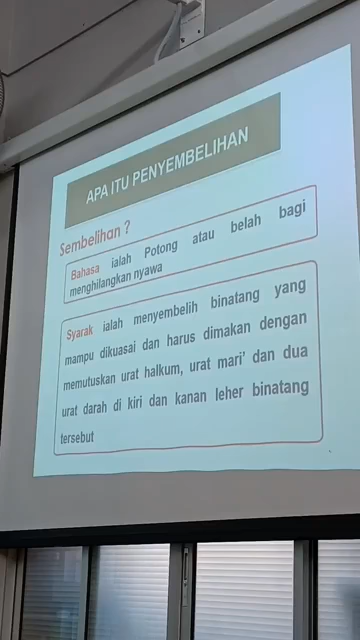 APA ITU PENYEMBELIHAN
Sembelihan ?
Bahasa ialah Potong atau belah bagi
menghilangkan nyawa
Syarak ialah menyembelih binatang yang
mampu dikuasai dan harus dimakan dengan
memutuskan urat halkum, urat mari' dan dua
urat darah di kiri dan kanan leher binatang
tersebut